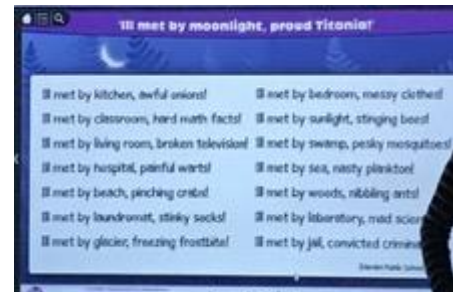 'Ill met by moonlight, proud Titania!'
Ill met by kitchen, awful onions!
Ill met by classroom, hard math facts!
Ill met by living room, broken television!
Ill met by hospital, painful warts!
Ill met by beach, pinching crabs!
Ill met by laundromat, stinky socks!
Ill met by glacier, freezing frostbite!
Ill met by bedroom, messy clothes!
Ill met by sunlight, stinging bees!
Ill met by swamp, pesky mosquitoes!
Ill met by sea, nasty plankton!
Ill met by woods, nibbling ants!
Ill met by laboratory, mad scien
Ill met by jail, convicted crimina
Public School